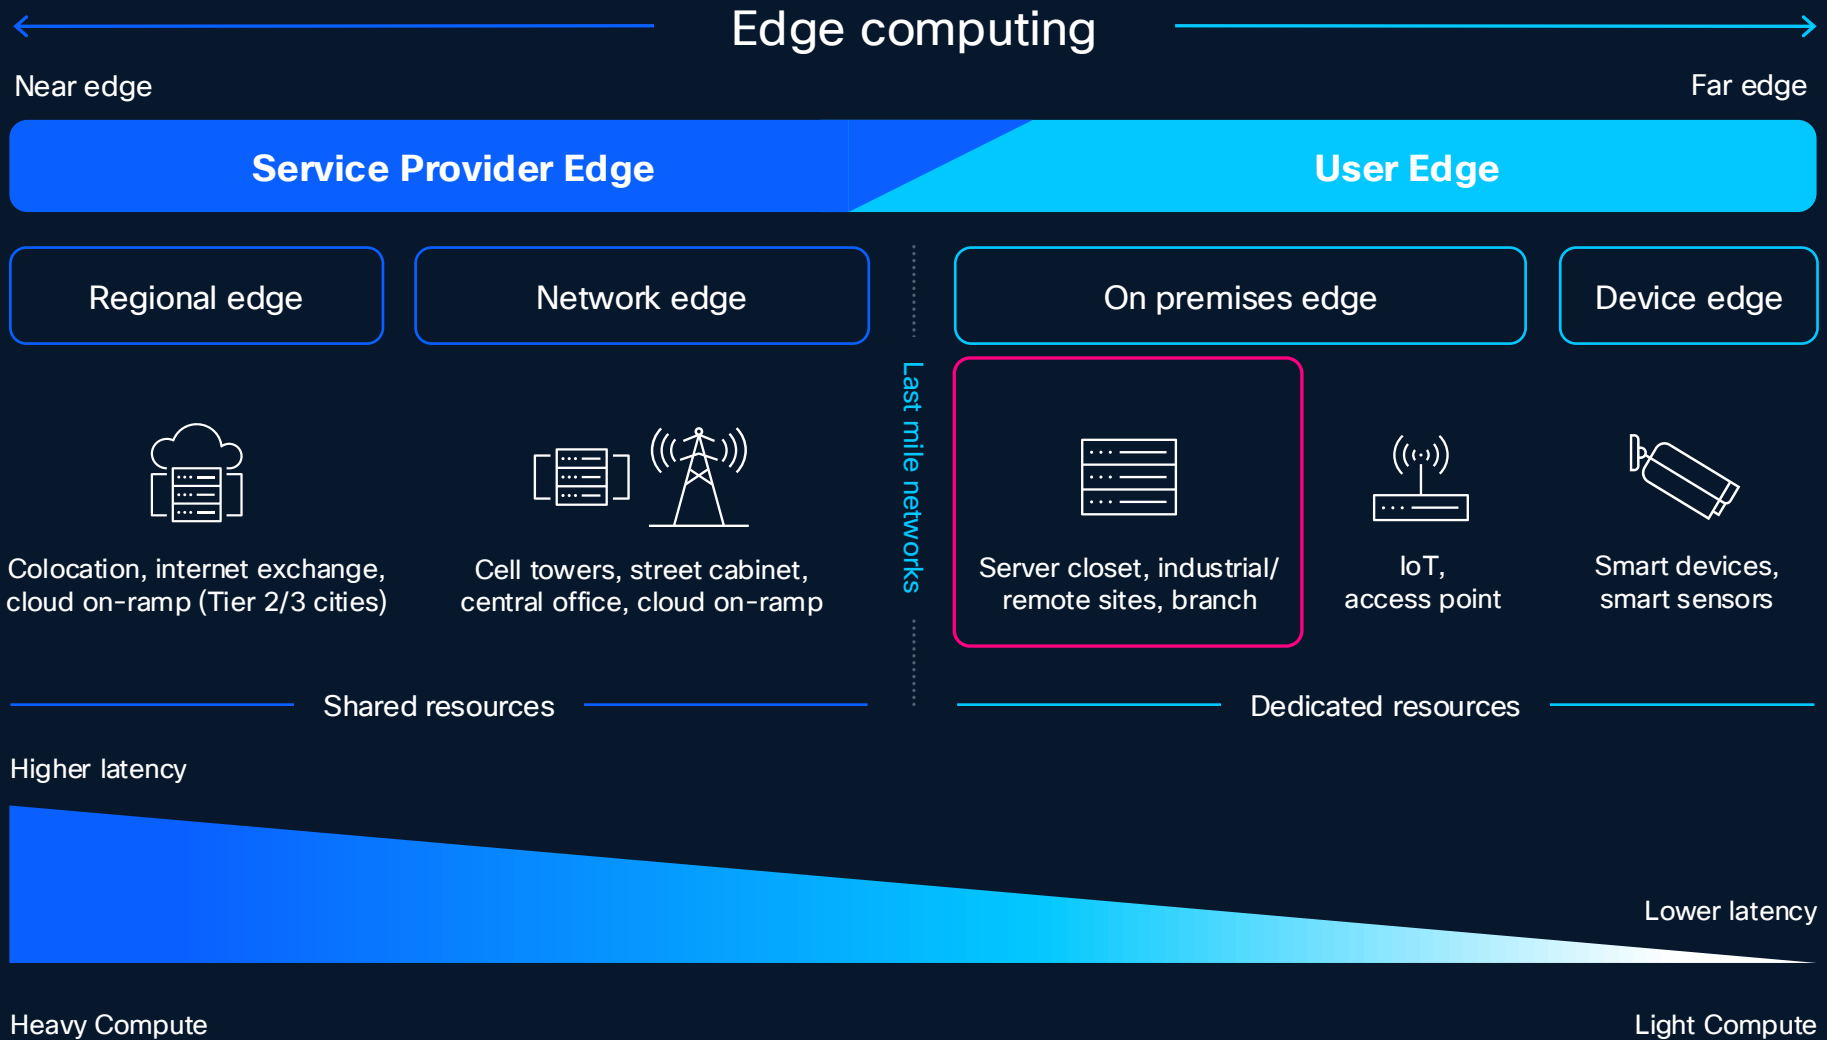 Edge computing
Near edge
Far edge
Service Provider Edge
User Edge
Regional edge
Network edge
On premises edge
Device edge
Last mile networks
Colocation, internet exchange,
cloud on-ramp (Tier 2/3 cities)
Cell towers, street cabinet,
central office, cloud on-ramp
Server closet, industrial/
remote sites, branch
IoT,
access point
Smart devices,
smart sensors
Shared resources
Dedicated resources
Higher latency
Lower latency
Heavy Compute
Light Compute